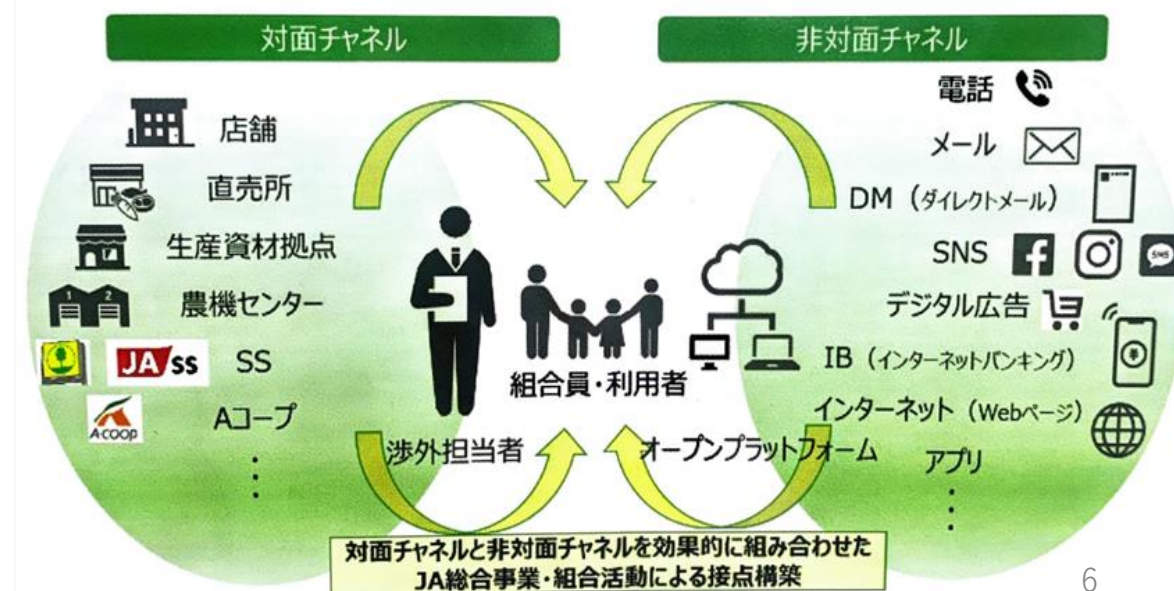 対面チャネル
店舗
直売所
生産資材拠点
農機センター
1 2
JA SS
SS
A-COOP
Aコープ
渉外担当者
組合員・利用者
オープンプラットフォーム
非対面チャネル
電話
メール
DM（ダイレクトメール）
SNS
SMS
デジタル広告
IB（インターネットバンキング）
インターネット（Webページ）
アプリ
対面チャネルと非対面チャネルを効果的に組み合わせた
JA総合事業・組合活動による接点構築
6